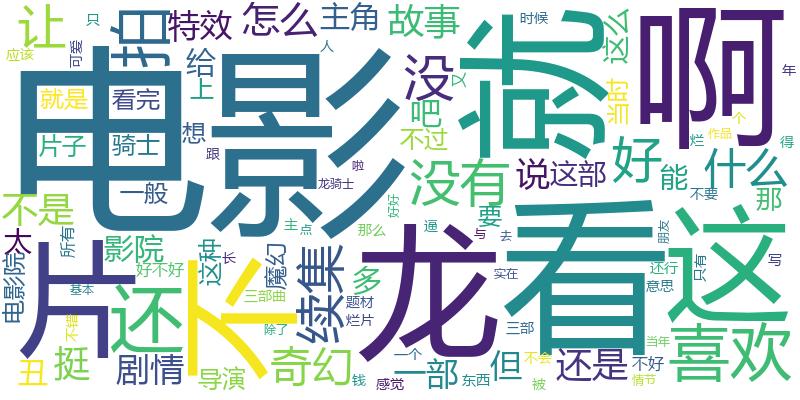 让
只
拍
特效
怎么
主角
故事
时候
这么
就
啊
应该
可爱
人
给
没
又
年
电影
就是
看完
上
吧
当时
个
片子
骑士
想
不过
烂
作品
得
跟
啦
好
什么
一般
龙骑士
没有
说
这部
能
不要
那
不是
好好
要
主
点
那么
逼
朋友
太
所有
影院
与
去
龙
看
这
片
不
还
好不好
这种
长
魔幻
续集
多
实在
还行
只有
写
电影院
基本
三部曲
题材
意思
不错
烂片
除了
三部
当年
挺
丑
剧情
导演
奇幻
钱
一个
感觉
一部
东西
但
不会
被
还是
不好
情节
喜欢